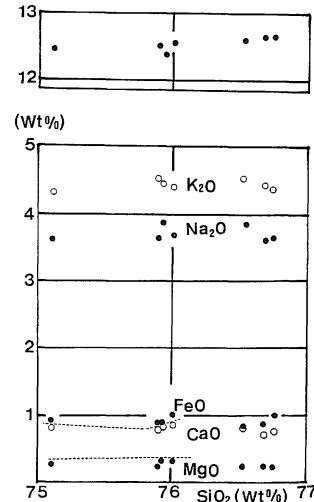 13
12
(Wt%)
5
K₂O
4
Na₂O
3
2
FeO
1
CaO
MgO
75 76 SiO₂(wt%) 77